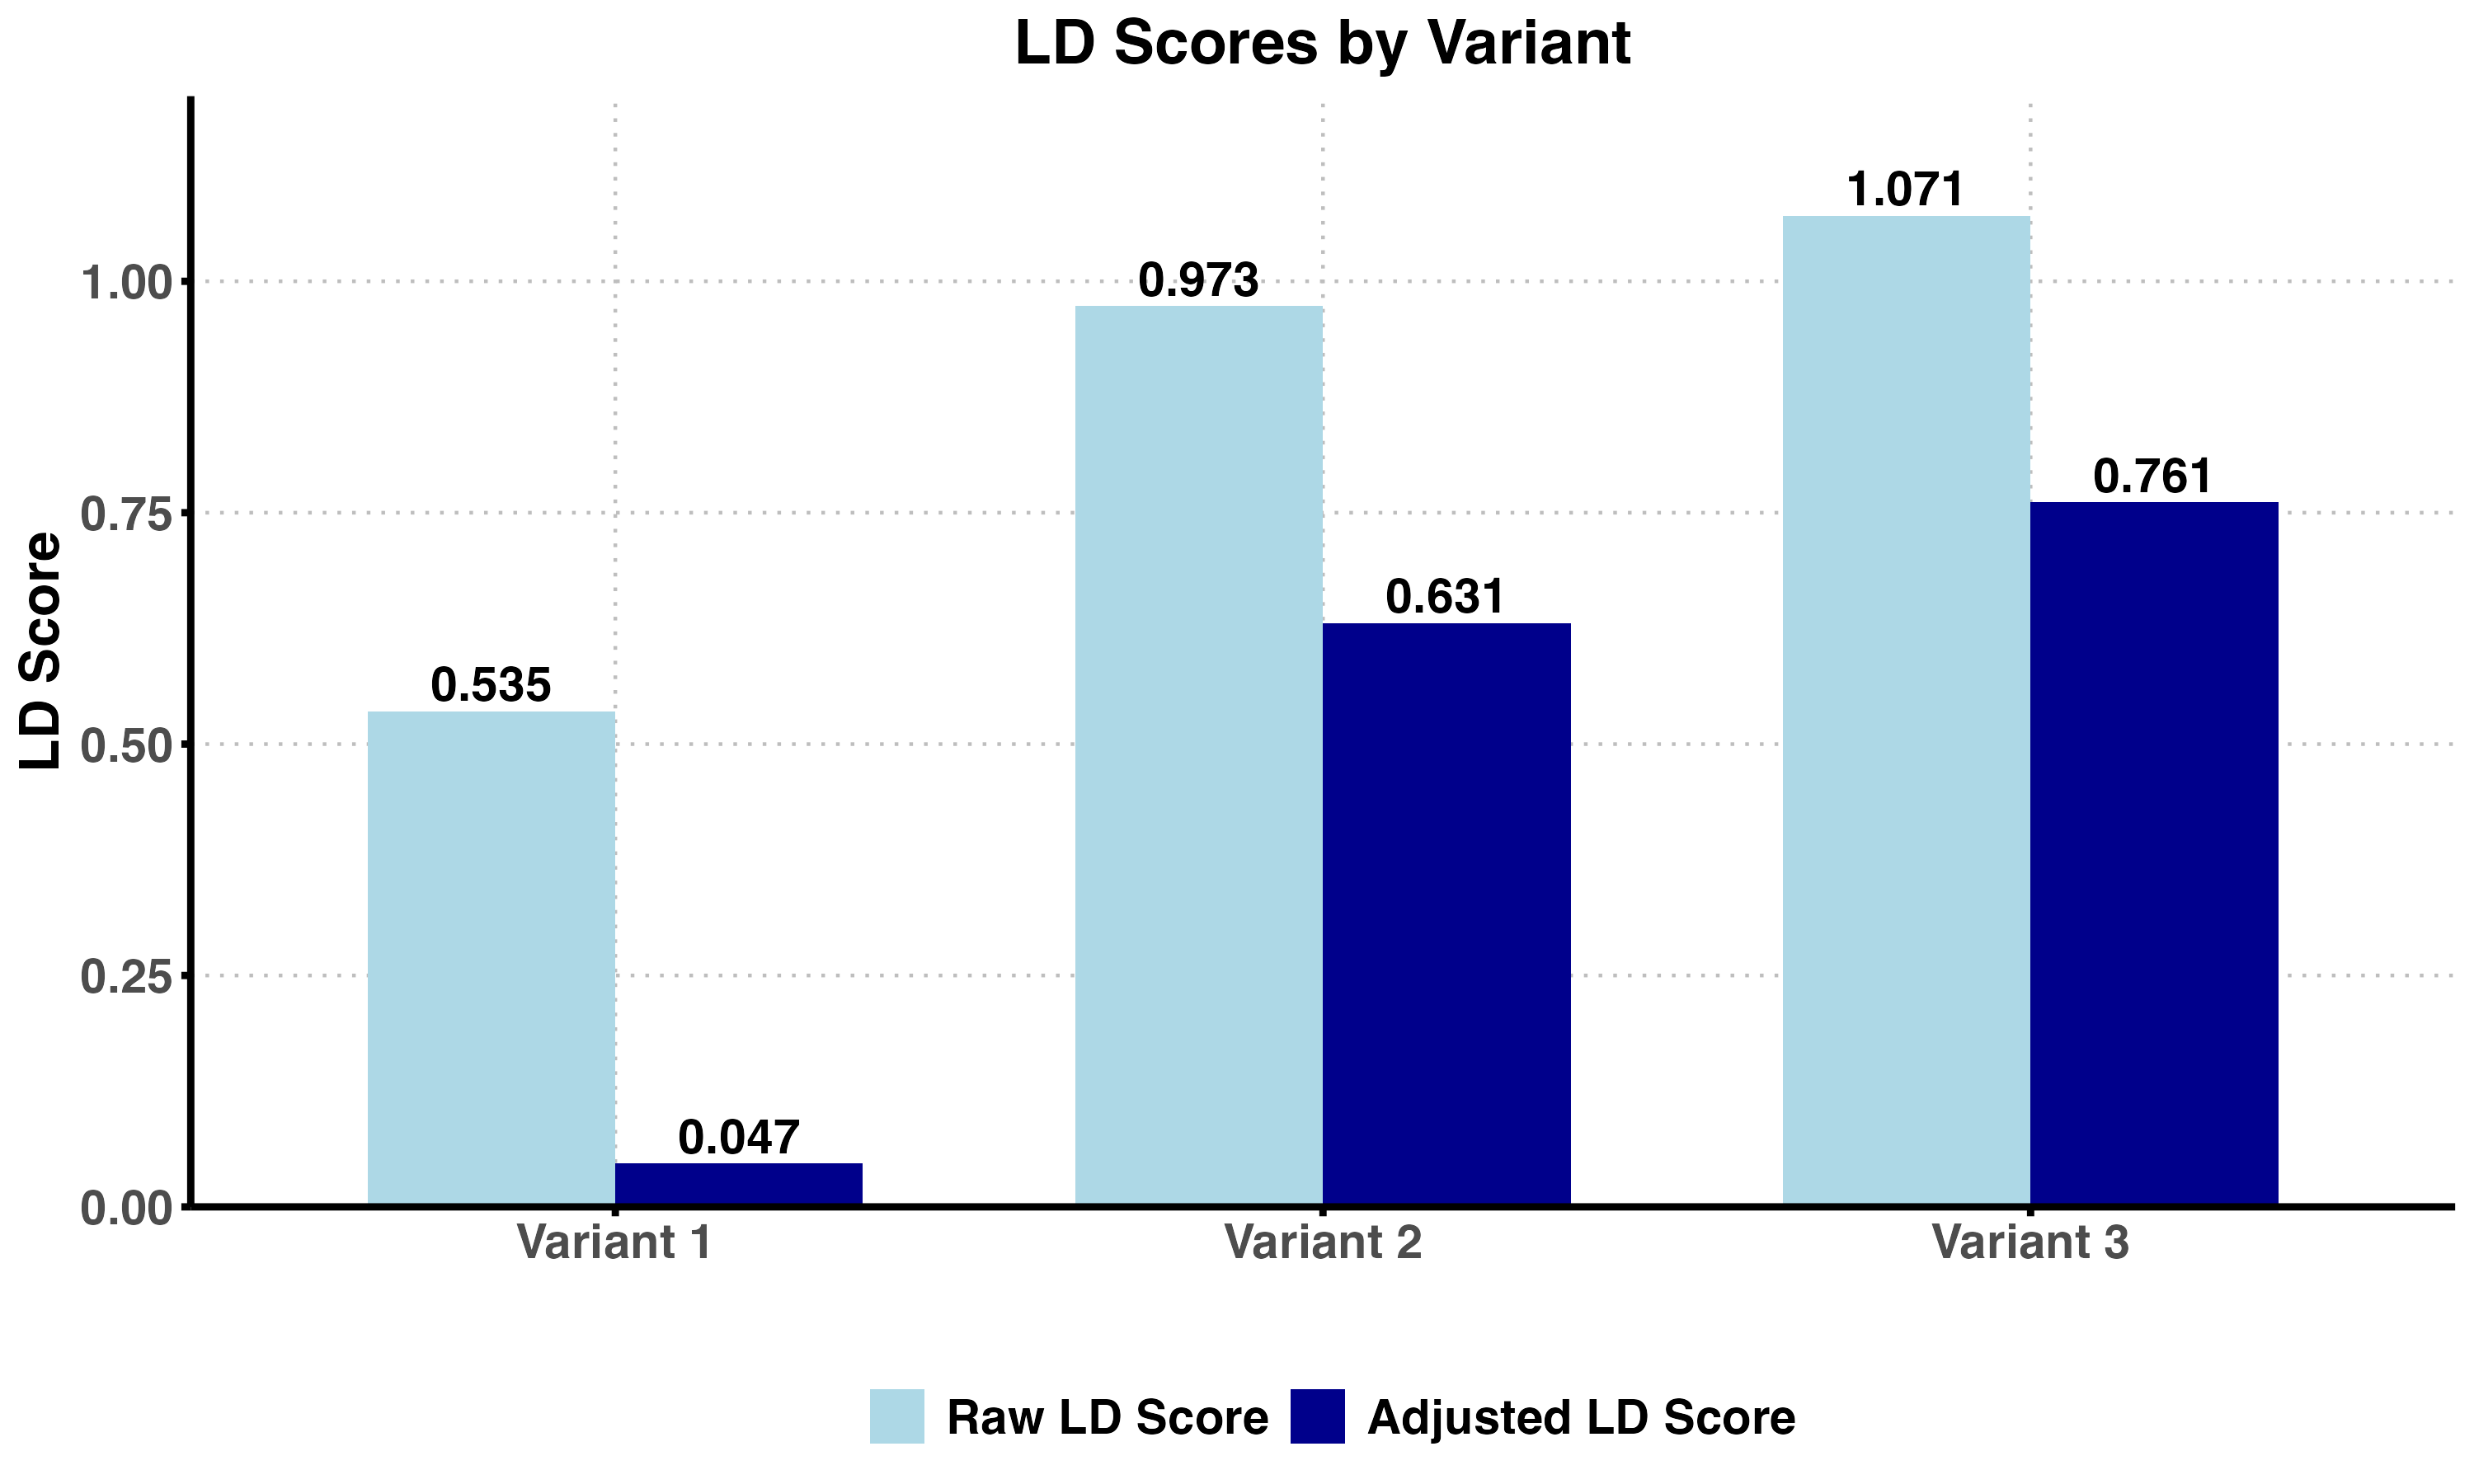 LD Scores by Variant
LD Score
1.00
0.75
0.50
0.25
0.00
0.535
0.047
0.973
0.631
1.071
0.761
Variant 1
Variant 2
Variant 3
Raw LD Score
Adjusted LD Score